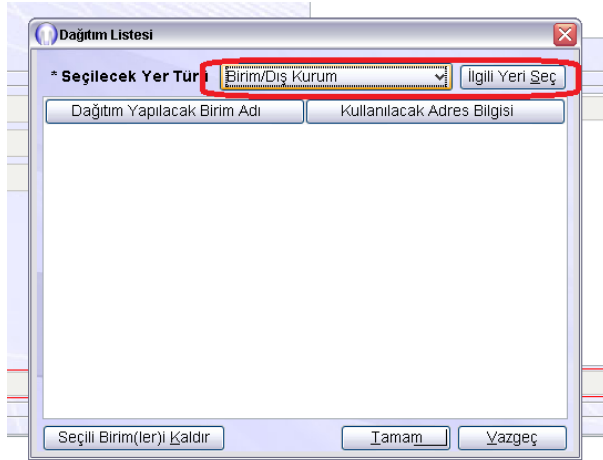 Dağıtım Listesi
* Seçilecek Yer Türü Birim/Dış Kurum İlgili Yeri Seç
Dağıtım Yapılacak Birim Adı Kullanılacak Adres Bilgisi
Seçili Birim(ler)i Kaldır Tamam Vazgeç